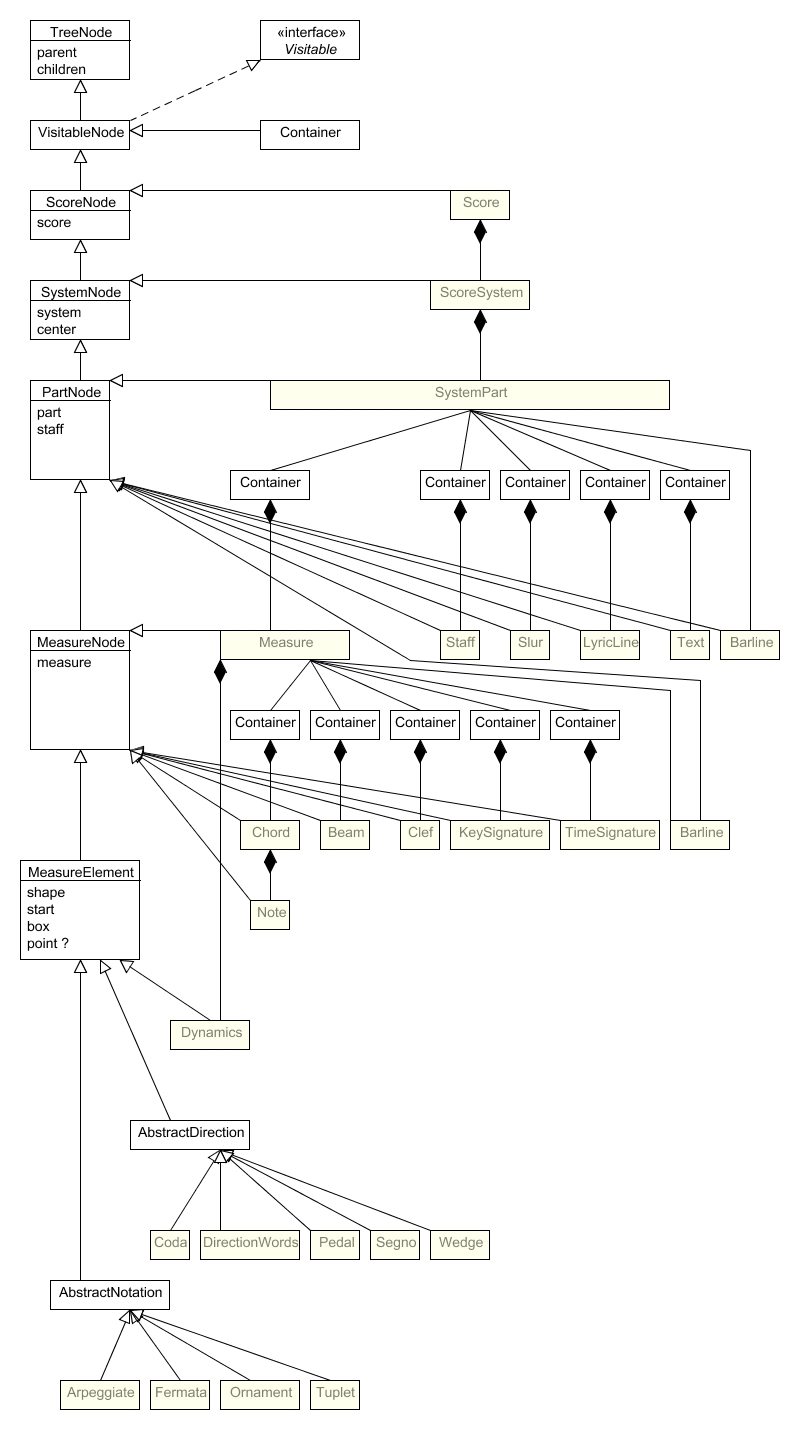 TreeNode
parent
children
«interface»
Visitable
VisitableNode
Container
ScoreNode
score
Score
SystemNode
system
center
ScoreSystem
PartNode
part
staff
SystemPart
Container
Container
Container
Container
Container
MeasureNode
measure
Measure
Staff
Slur
LyricLine
Text
Barline
Container
Container
Container
Container
Container
Chord
Beam
Clef
KeySignature
TimeSignature
Barline
MeasureElement
shape
start
box
point ?
Note
Dynamics
AbstractDirection
Coda
DirectionWords
Pedal
Segno
Wedge
AbstractNotation
Arpeggiate
Fermata
Ornament
Tuplet